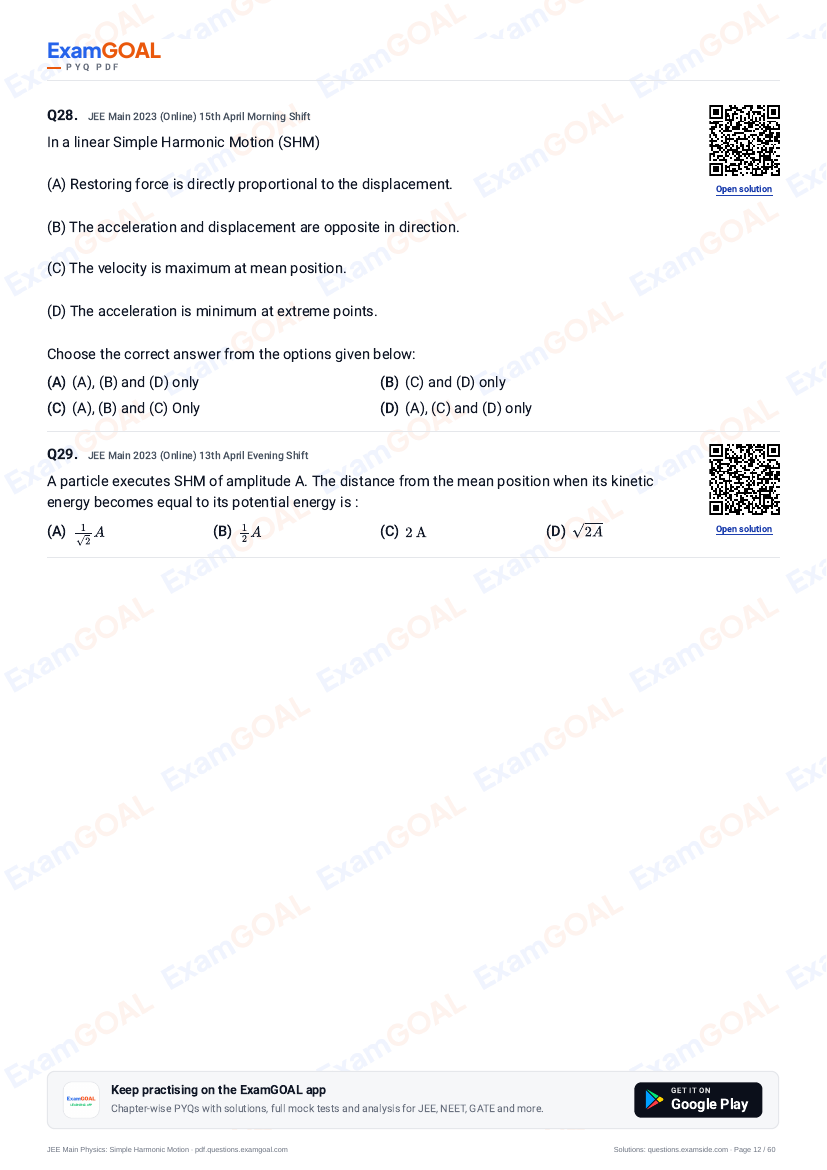 ExamGOAL
PYQ PDF
Q28. JEE Main 2023 (Online) 15th April Morning Shift
In a linear Simple Harmonic Motion (SHM)
(A) Restoring force is directly proportional to the displacement.
(B) The acceleration and displacement are opposite in direction.
(C) The velocity is maximum at mean position.
(D) The acceleration is minimum at extreme points.
Choose the correct answer from the options given below:
(A) (A), (B) and (D) only (B) (C) and (D) only
(C) (A), (B) and (C) Only (D) (A), (C) and (D) only
Open solution
Q29. JEE Main 2023 (Online) 13th April Evening Shift
A particle executes SHM of amplitude A. The distance from the mean position when its kinetic
energy becomes equal to its potential energy is :
(A) $\frac{1}{\sqrt{2}}A$ (B) $\frac{1}{2}A$ (C) 2 A (D) $\sqrt{2A}$
Open solution
Keep practising on the ExamGOAL app
Chapter-wise PYQs with solutions, full mock tests and analysis for JEE, NEET, GATE and more.
GET IT ON
Google Play
JEE Main Physics: Simple Harmonic Motion · pdf.questions.examgoal.com Solutions: questions.examside.com · Page 12 / 60